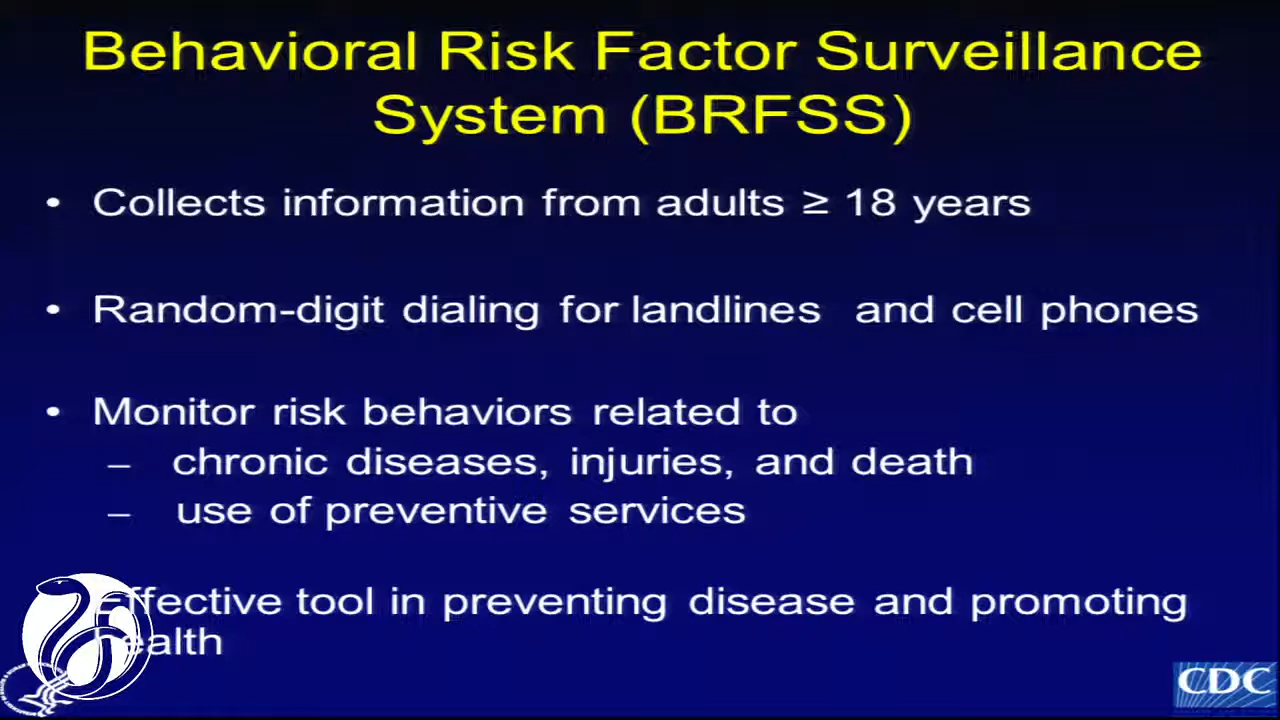 Behavioral Risk Factor Surveillance
System (BRFSS)
• Collects information from adults ≥ 18 years
• Random-digit dialing for landlines and cell phones
• Monitor risk behaviors related to
– chronic diseases, injuries, and death
– use of preventive services
Effective tool in preventing disease and promoting
health
CDC